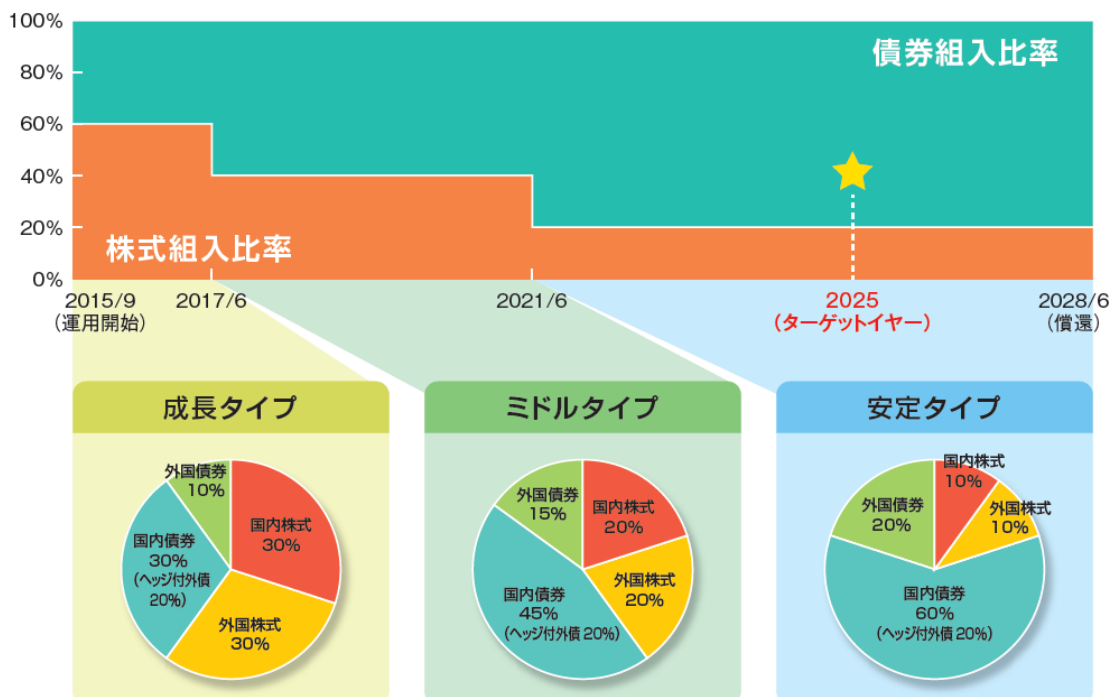 100%
80%
60%
40%
20%
0%
債券組入比率
株式組入比率
2015/9
(運用開始)
2017/6
2021/6
2025
(ターゲットイヤー)
2028/6
(償還)
成長タイプ
外国債券
10%
国内株式
30%
国内債券
30%
(ヘッジ付外債
20%)
外国株式
30%
ミドルタイプ
外国債券
15%
国内株式
20%
国内債券
45%
(ヘッジ付外債 20%)
外国株式
20%
安定タイプ
国内株式
10%
外国債券
20%
外国株式
10%
国内債券
60%
(ヘッジ付外債 20%)